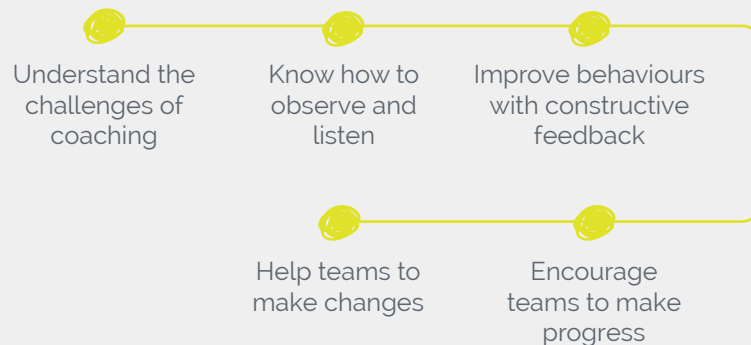 Understand the
challenges of
coaching
Know how to
observe and
listen
Improve behaviours
with constructive
feedback
Help teams to
make changes
Encourage
teams to make
progress